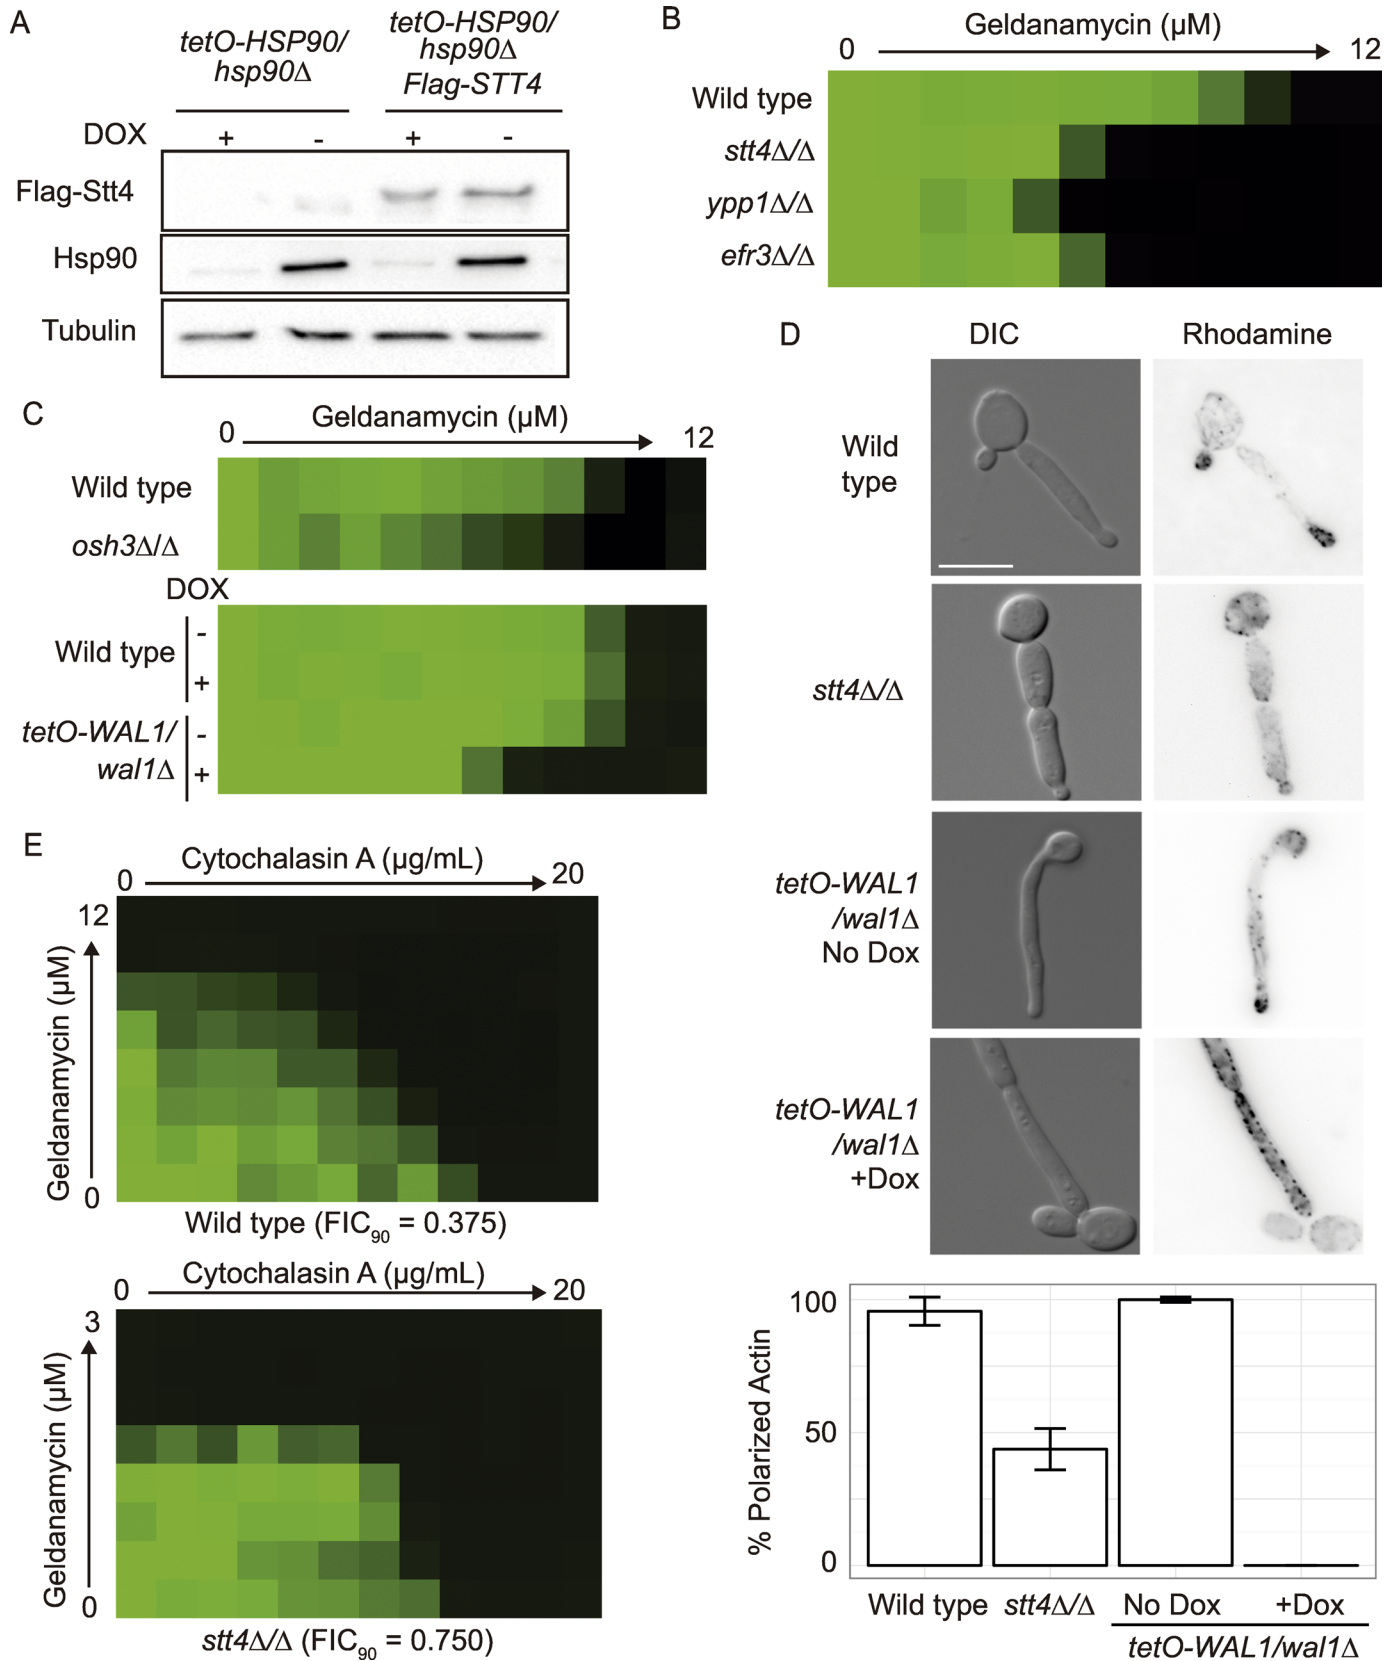 A
tetO-HSP90/
hsp90Δ
tetO-HSP90/
hsp90Δ
Flag-STT4
DOX
+
-
+
-
Flag-Stt4
Hsp90
Tubulin
B
Geldanamycin (µM)
0
12
Wild type
stt4Δ/Δ
ypp1Δ/Δ
efr3Δ/Δ
C
Geldanamycin (µM)
0
12
Wild type
osh3Δ/Δ
DOX
Wild type
-
+
tetO-WAL1/
wal1Δ
-
+
D
DIC
Rhodamine
Wild
type
stt4Δ/Δ
tetO-WAL1
/wal1Δ
No Dox
tetO-WAL1
/wal1Δ
+Dox
% Polarized Actin
100
50
0
Wild type
stt4Δ/Δ
No Dox
+Dox
tetO-WAL1/wal1Δ
E
Cytochalasin A (µg/mL)
0
20
12
Geldanamycin (µM)
0
Wild type (FIC90 = 0.375)
Cytochalasin A (µg/mL)
0
20
3
Geldanamycin (µM)
0
stt4Δ/Δ (FIC90 = 0.750)